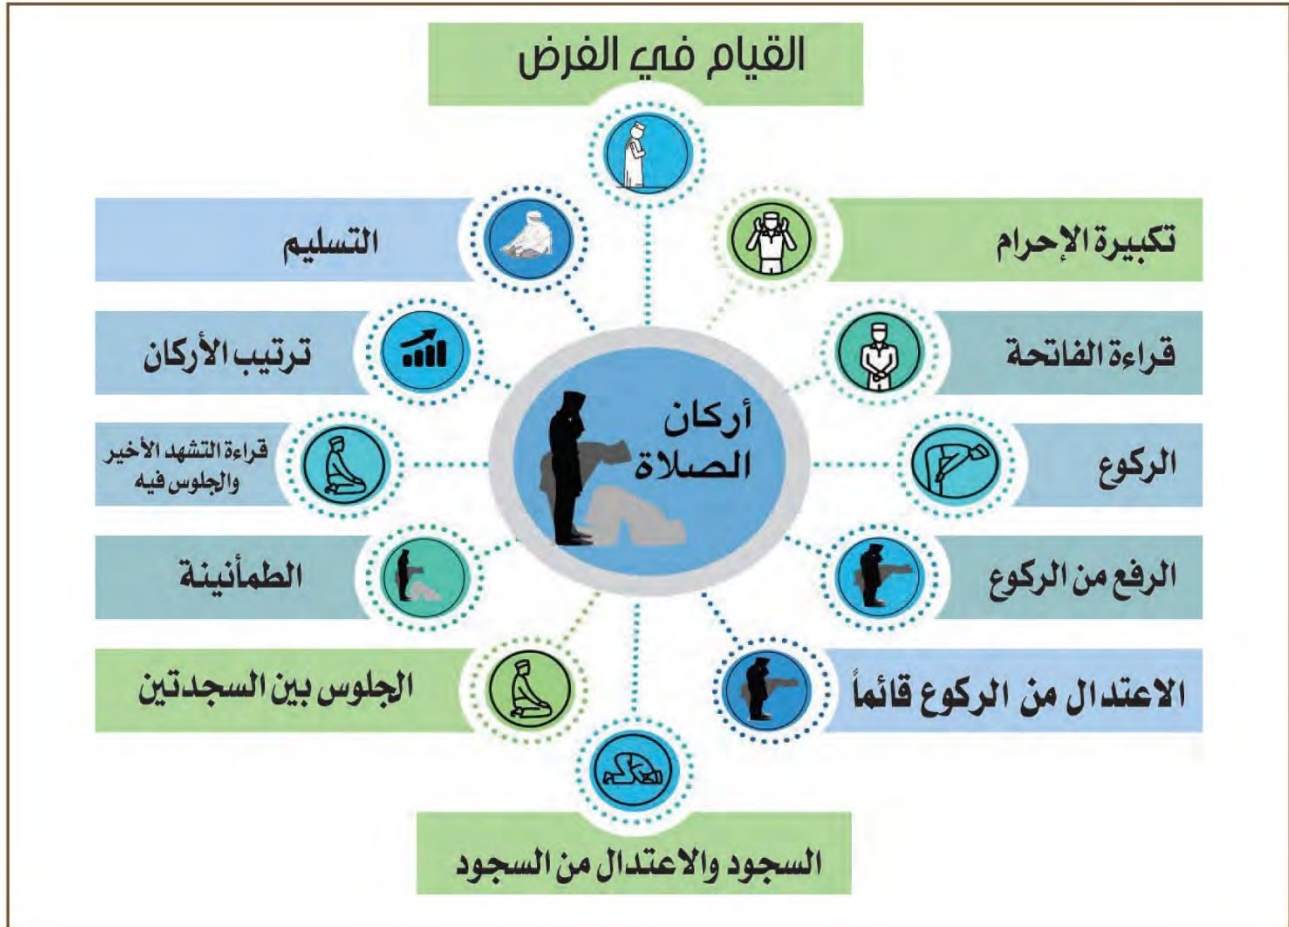 القيام في الفرض
تكبيرة الإحرام
قراءة الفاتحة
الركوع
الرفع من الركوع
الاعتدال من الركوع قائماً
السجود والاعتدال من السجود
الجلوس بين السجدتين
الطمأنينة
قراءة التشهد الأخير
والجلوس فيه
ترتيب الأركان
التسليم
أركان
الصلاة